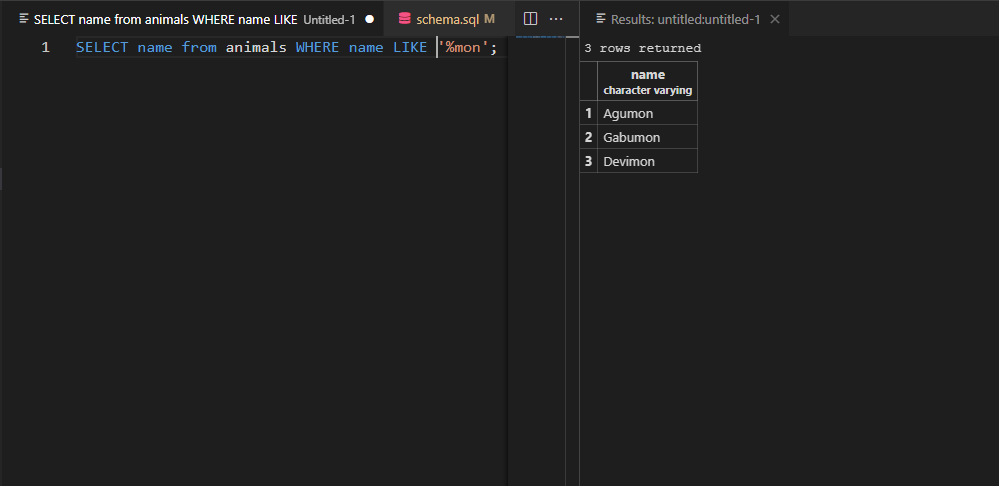 SELECT name from animals WHERE name LIKE Untitled-1
schema.sql M
Results: untitled:untitled-1
1 SELECT name from animals WHERE name LIKE '%mon';
3 rows returned
name
character varying
1 Agumon
2 Gabumon
3 Devimon